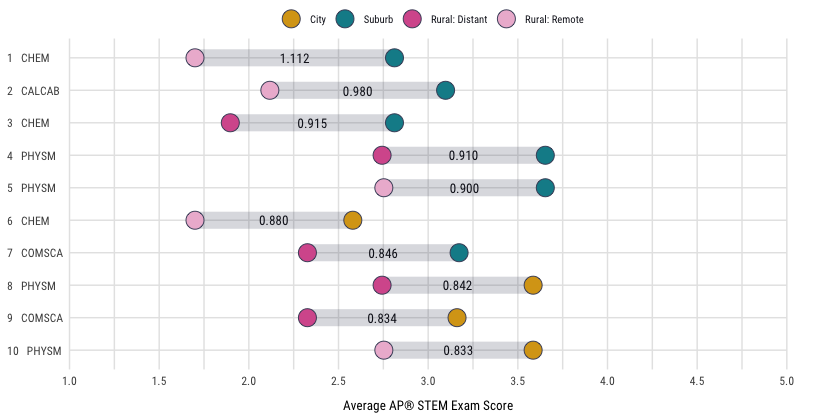 City Suburb Rural: Distant Rural: Remote
1 CHEM 1.112
2 CALCAB 0.980
3 CHEM 0.915
4 PHYSM 0.910
5 PHYSM 0.900
6 CHEM 0.880
7 COMSCA 0.846
8 PHYSM 0.842
9 COMSCA 0.834
10 PHYSM 0.833
1.0 1.5 2.0 2.5 3.0 3.5 4.0 4.5 5.0
Average AP® STEM Exam Score